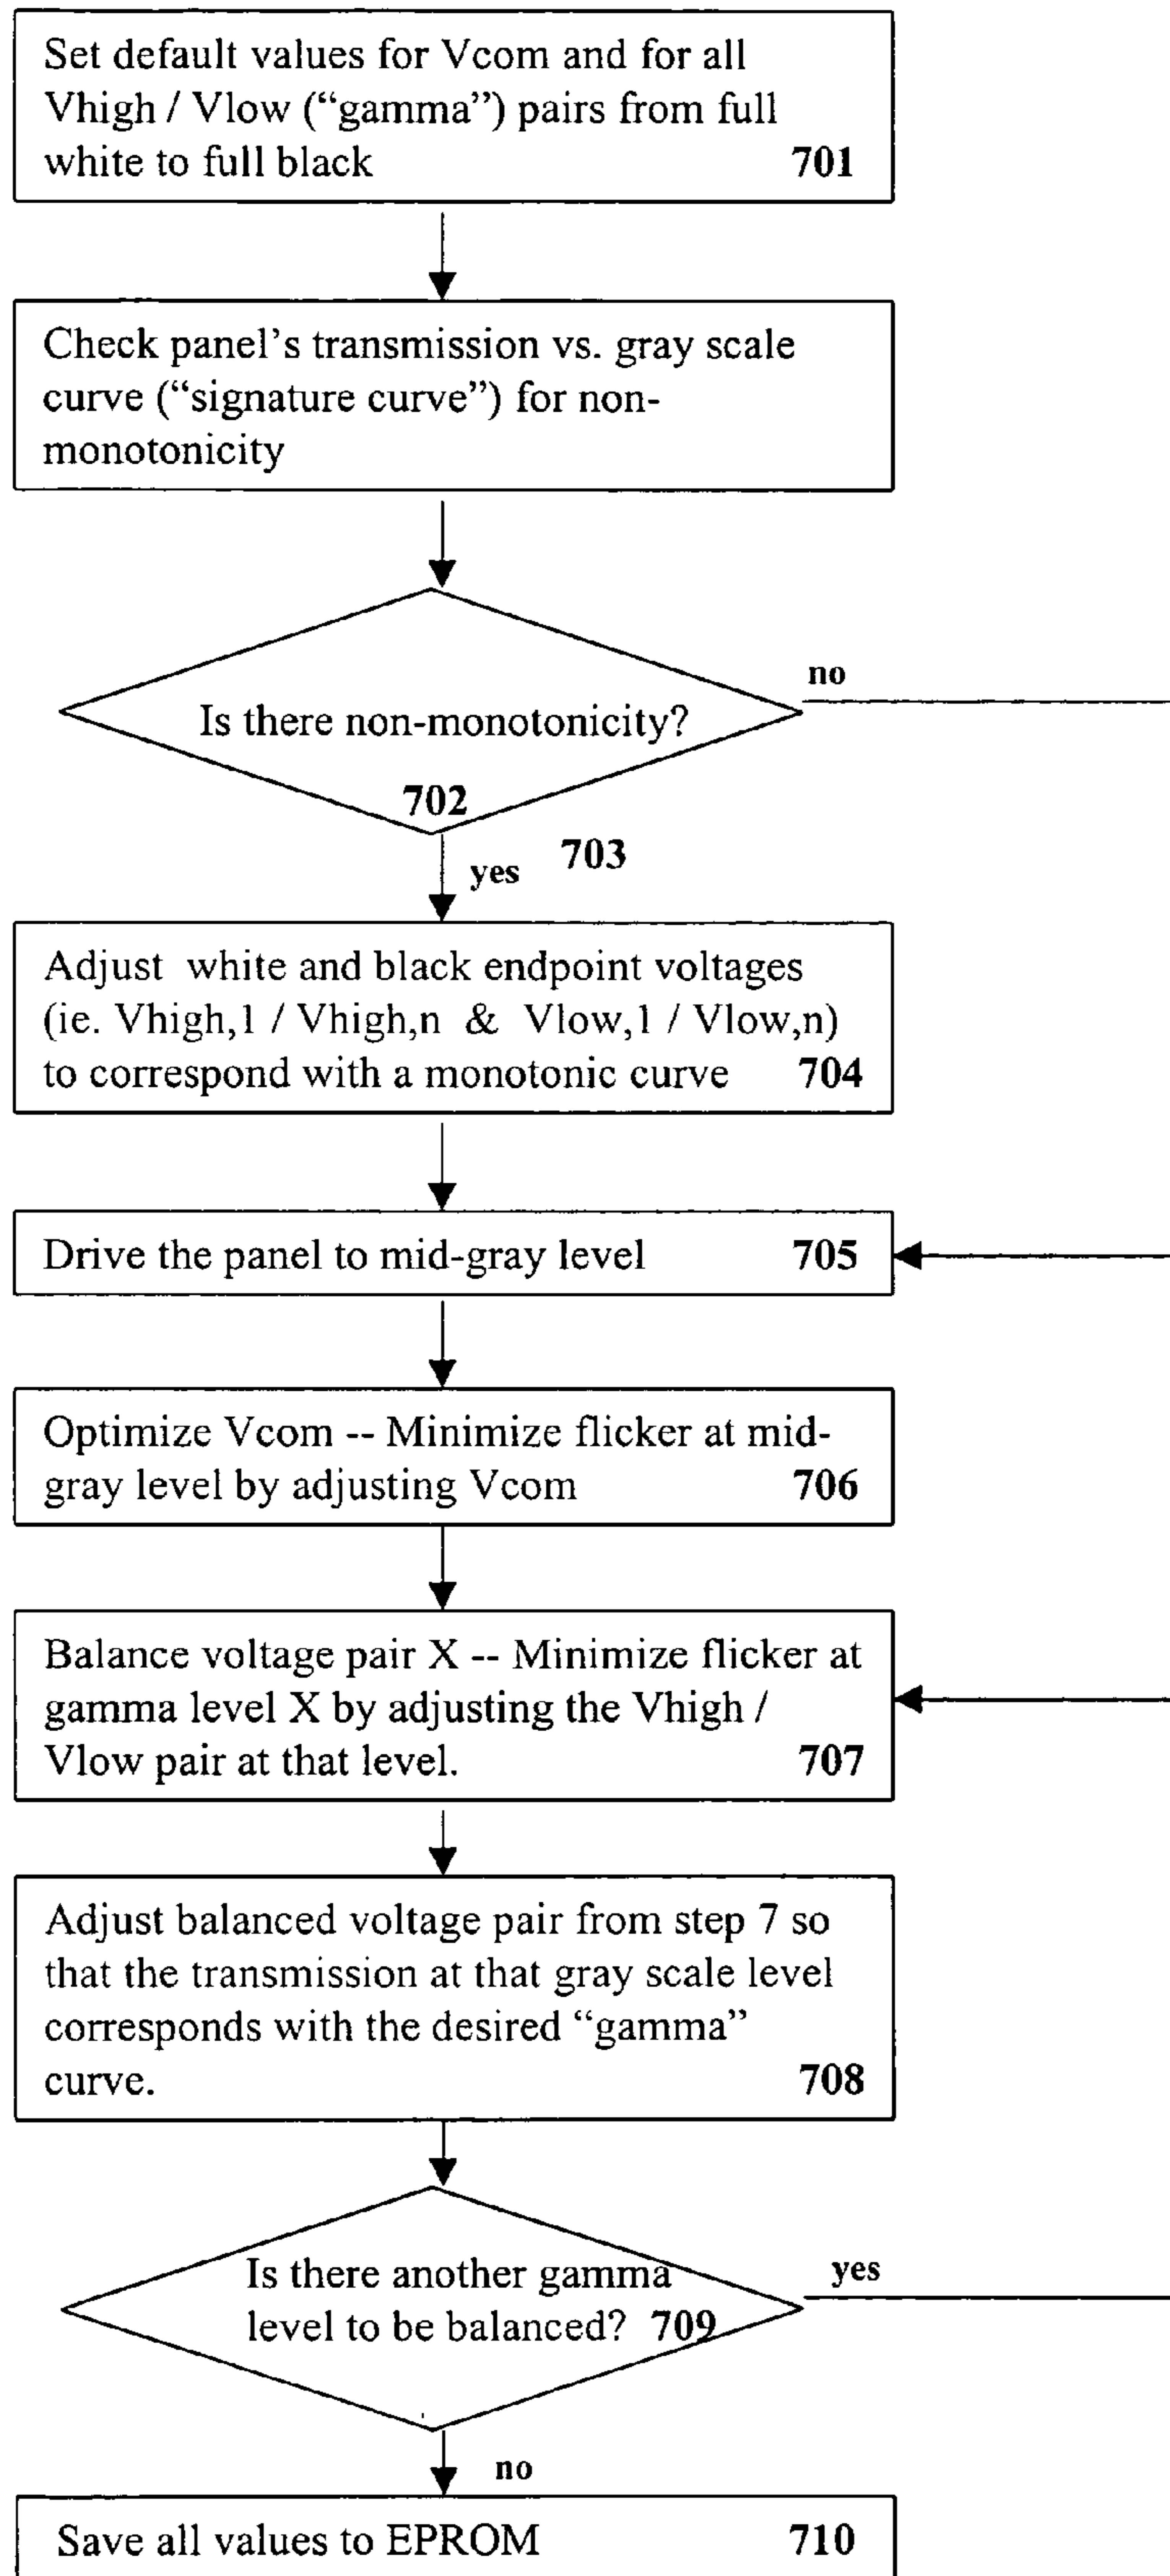 Set default values for Vcom and for all
Vhigh / Vlow (“gamma”) pairs from full
white to full black 701
Check panel’s transmission vs. gray scale
curve (“signature curve”) for non-
monotonicity
no
Is there non-monotonicity?
702
703
yes
Adjust white and black endpoint voltages
(ie. Vhigh,1 / Vhigh,n & Vlow,1 / Vlow,n)
to correspond with a monotonic curve 704
Drive the panel to mid-gray level 705
Optimize Vcom -- Minimize flicker at mid-
gray level by adjusting Vcom 706
Balance voltage pair X -- Minimize flicker at
gamma level X by adjusting the Vhigh /
Vlow pair at that level. 707
Adjust balanced voltage pair from step 7 so
that the transmission at that gray scale level
corresponds with the desired “gamma”
curve. 708
Is there another gamma
yes
level to be balanced? 709
no
Save all values to EPROM 710